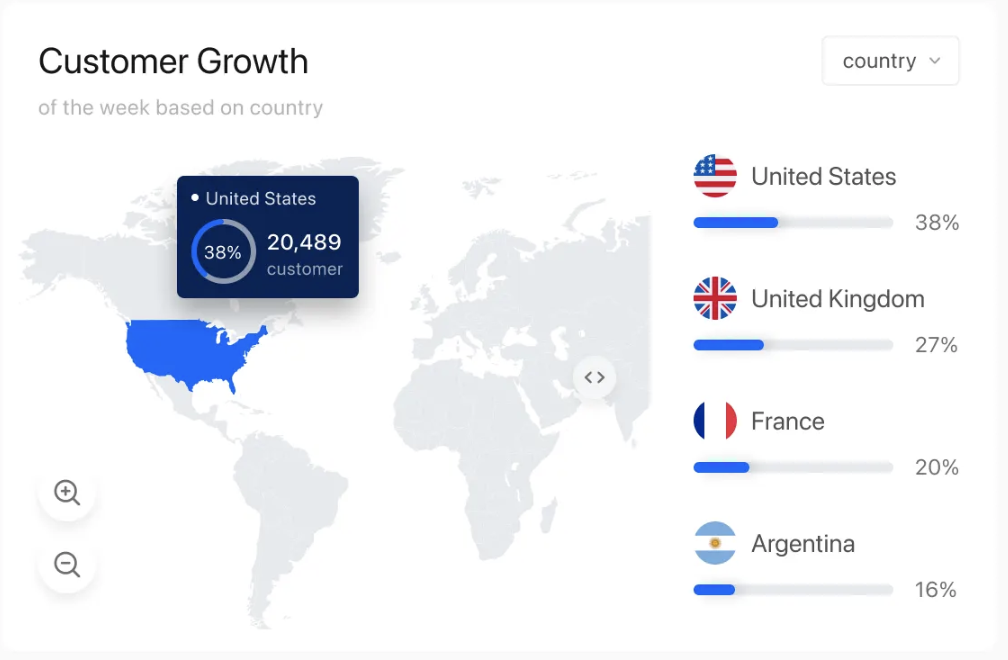 Customer Growth
country
of the week based on country
United States
38%
20,489
customer
United States
38%
United Kingdom
27%
France
20%
Argentina
16%